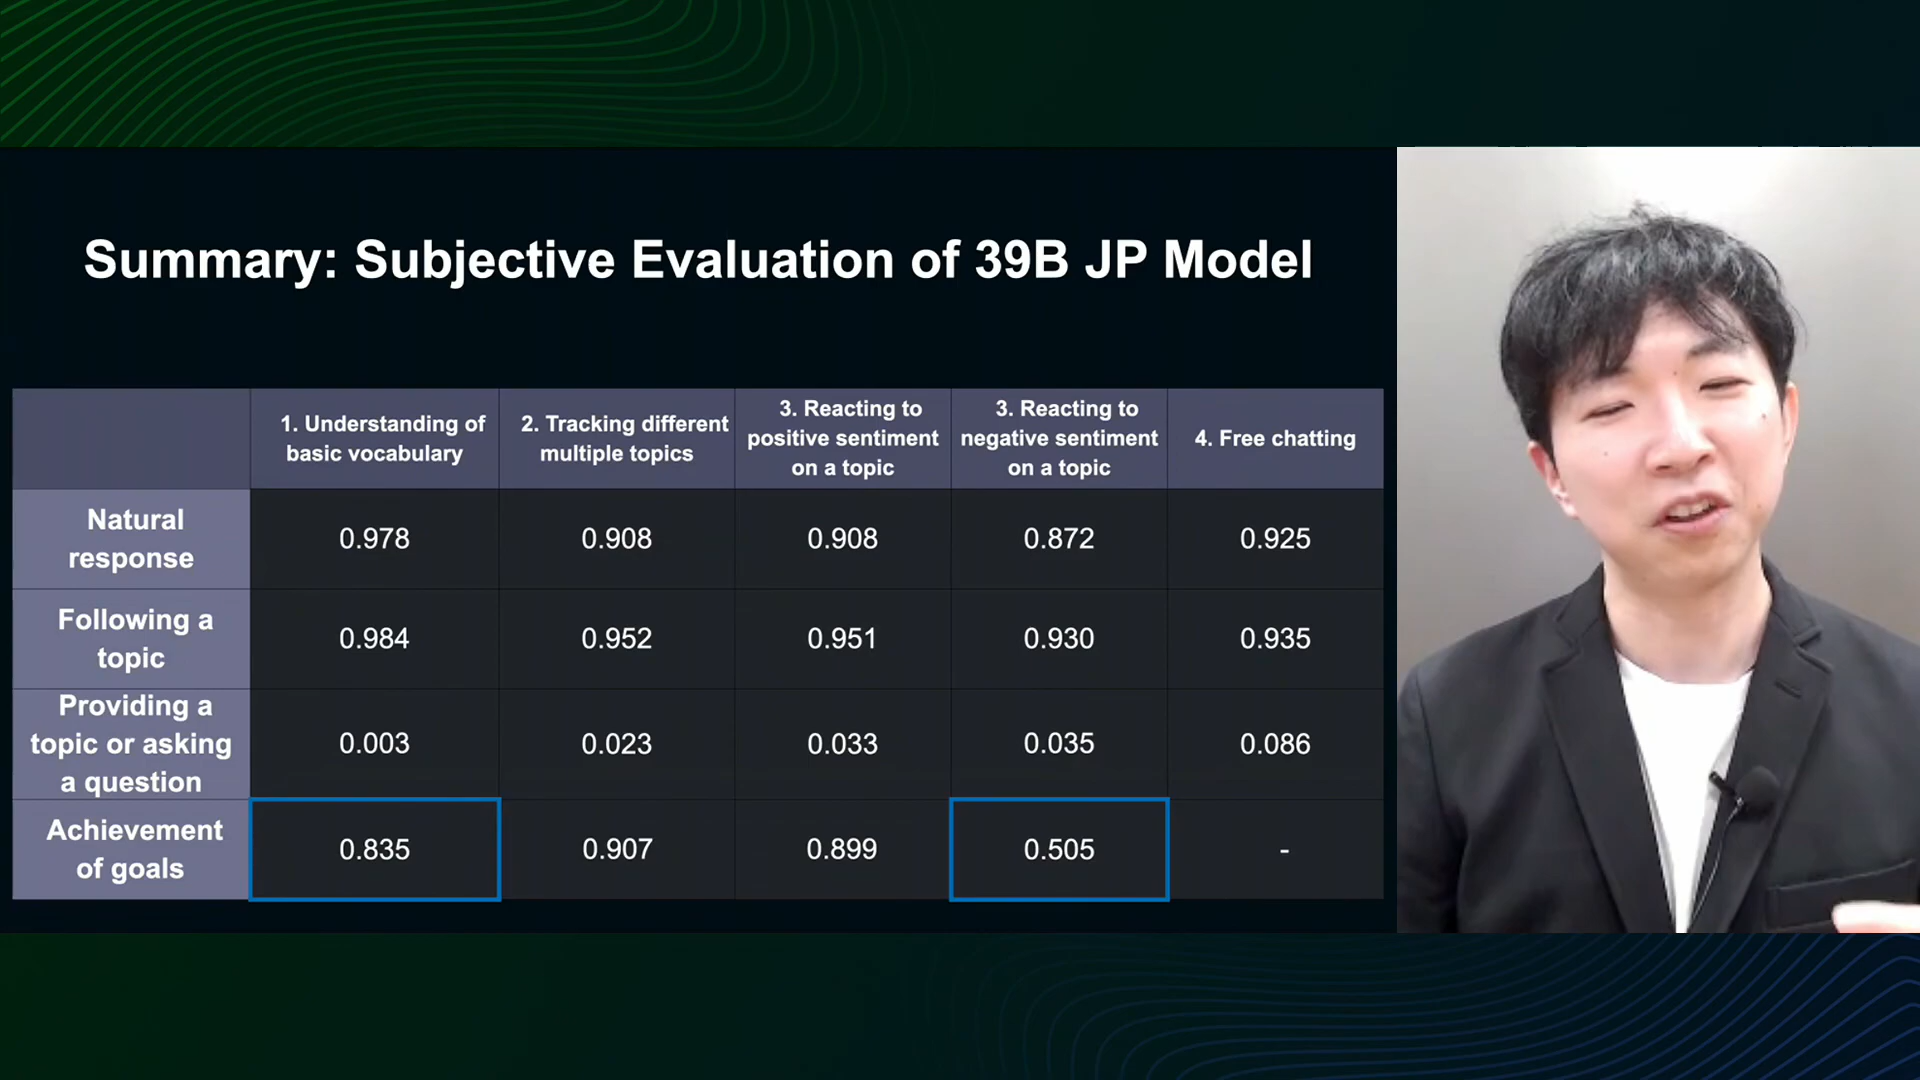 Summary: Subjective Evaluation of 39B JP Model
1. Understanding of
basic vocabulary
2. Tracking different
multiple topics
3. Reacting to
positive sentiment
on a topic
3. Reacting to
negative sentiment
on a topic
4. Free chatting
Natural
response
0.978
0.908
0.908
0.872
0.925
Following a
topic
0.984
0.952
0.951
0.930
0.935
Providing a
topic or asking
a question
0.003
0.023
0.033
0.035
0.086
Achievement
of goals
0.835
0.907
0.899
0.505
-